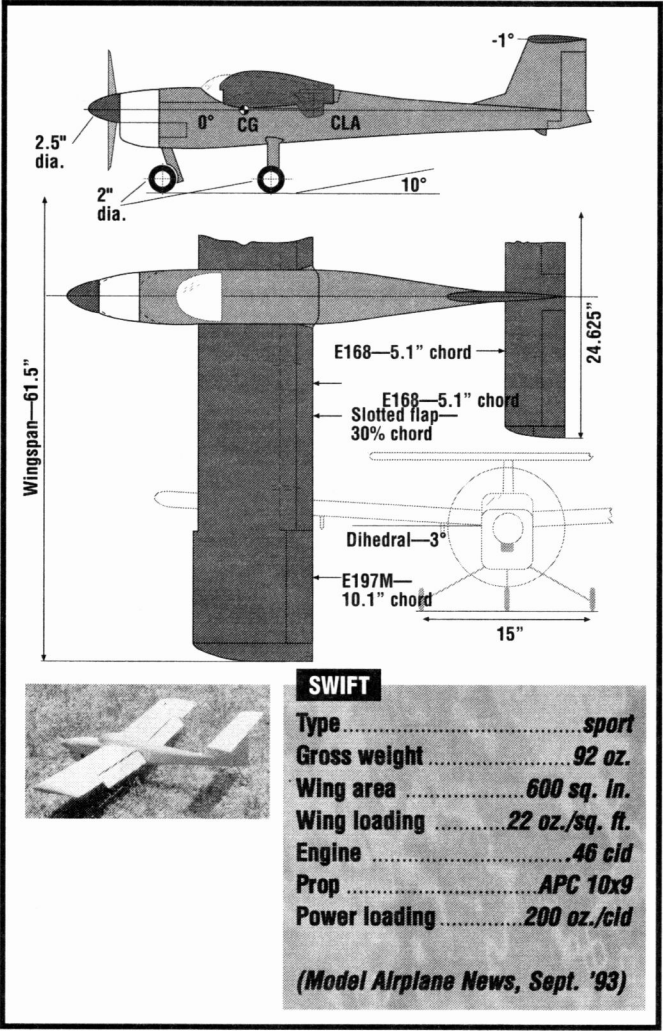 -1°
0°
CG
CLA
2.5"
dia.
2"
dia.
10°
Wingspan—61.5"
24.625"
E168—5.1" chord
E168—5.1" chord
Slotted flap—
30% chord
Dihedral—3°
E197M—
10.1" chord
15"
SWIFT
Type..............................sport
Gross weight..................92 oz.
Wing area ...............600 sq. in.
Wing loading ..........22 oz./sq. ft.
Engine ..........................46 cid
Prop ........................APC 10x9
Power loading.............200 oz./cid
(Model Airplane News, Sept. '93)